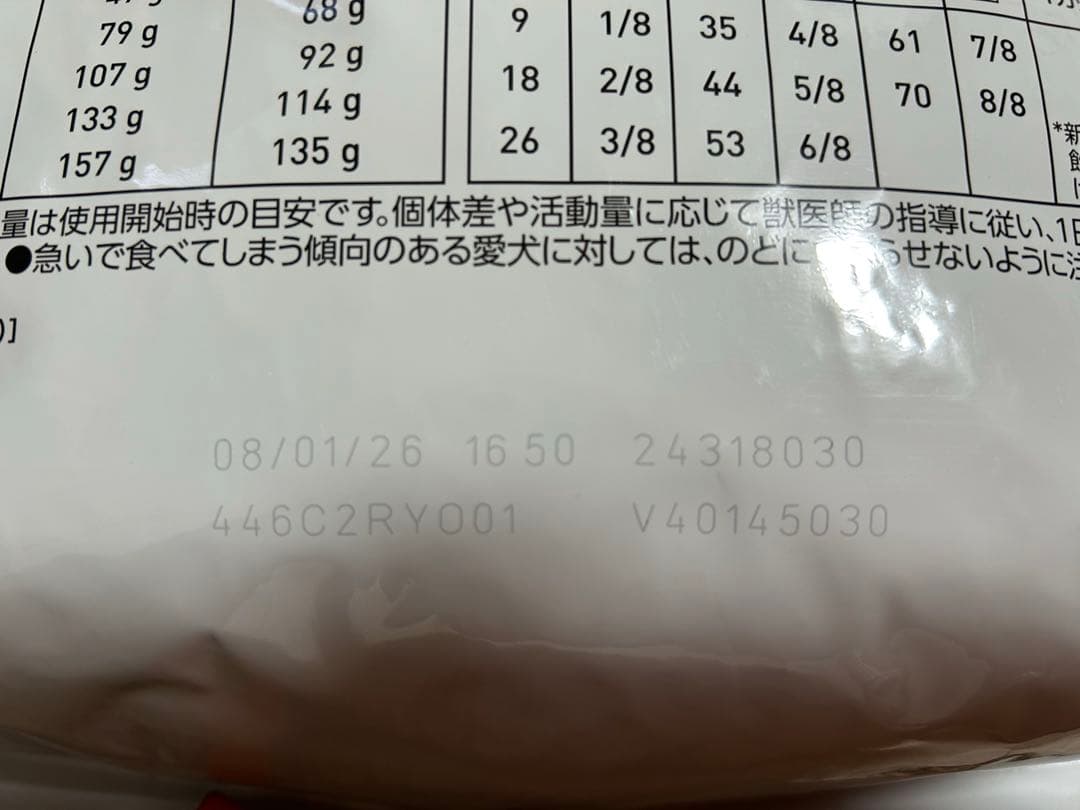 68 g
79 g 92 g
107 g 114 g
133 g 135 g
157 g
9 1/8 35 4/8 61 7/8
18 2/8 44 5/8 70 8/8
26 3/8 53 6/8
*新
飲
量は使用開始時の目安です。個体差や活動量に応じて獣医師の指導に従い、1日
●急いで食べてしまう傾向のある愛犬に対しては、のどに らせないように注
)]
08/01/26 16 50 24318030
446C2RYO01 V40145030